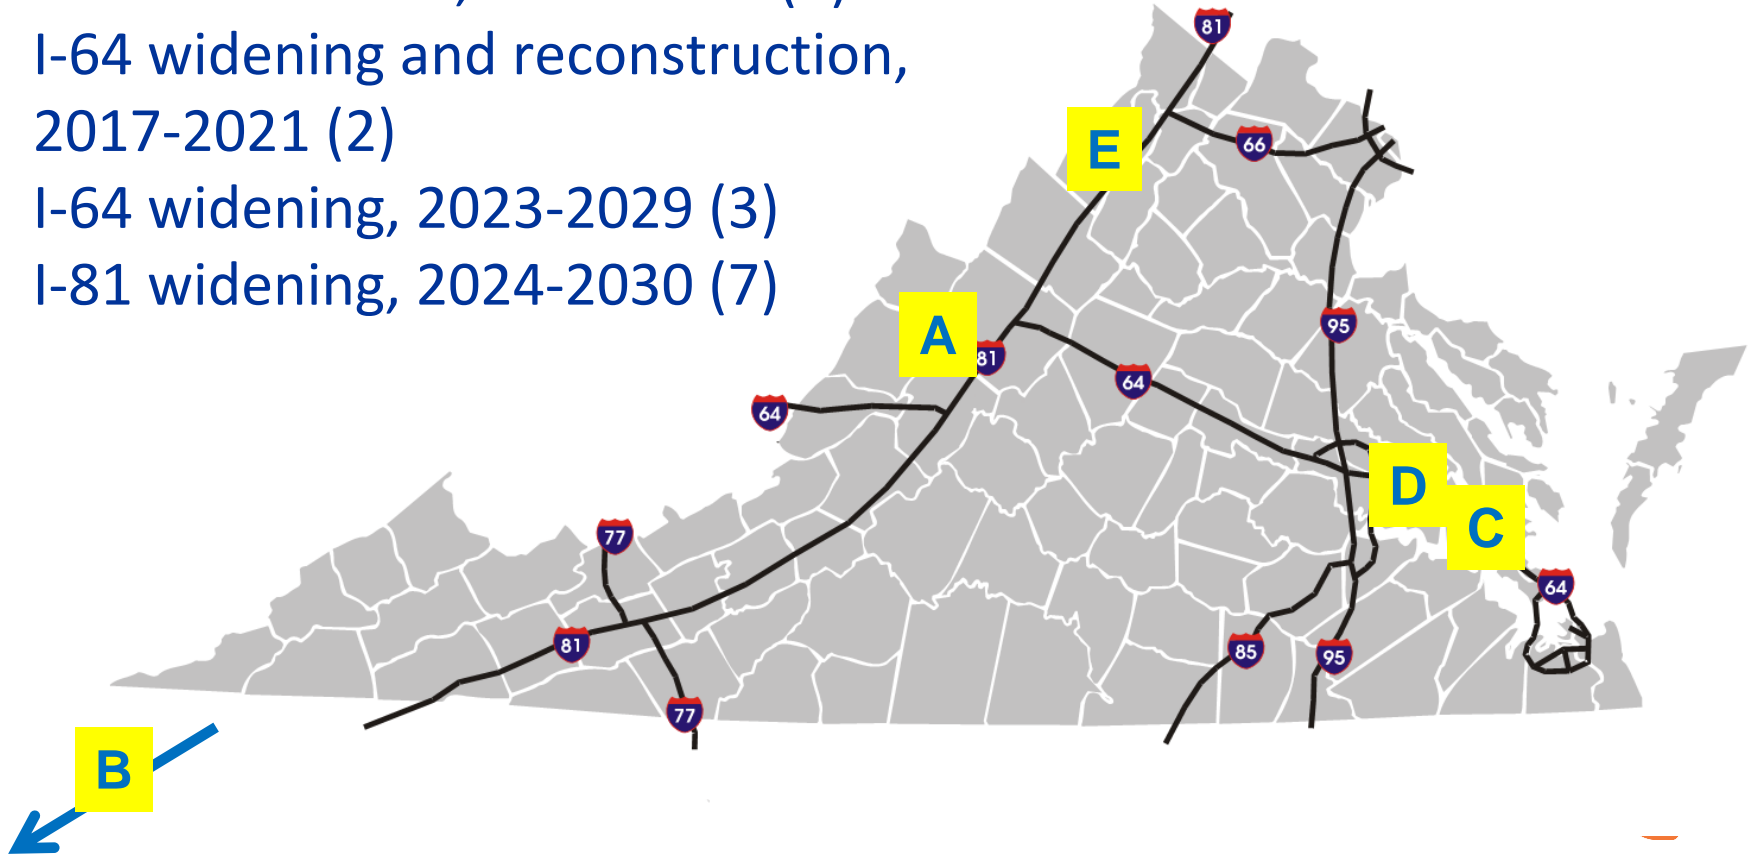 I-64 widening and reconstruction,
2017-2021 (2)
I-64 widening, 2023-2029 (3)
I-81 widening, 2024-2030 (7)
81
E
66
A
81
95
64
64
D
C
77
64
81
85
95
77
B